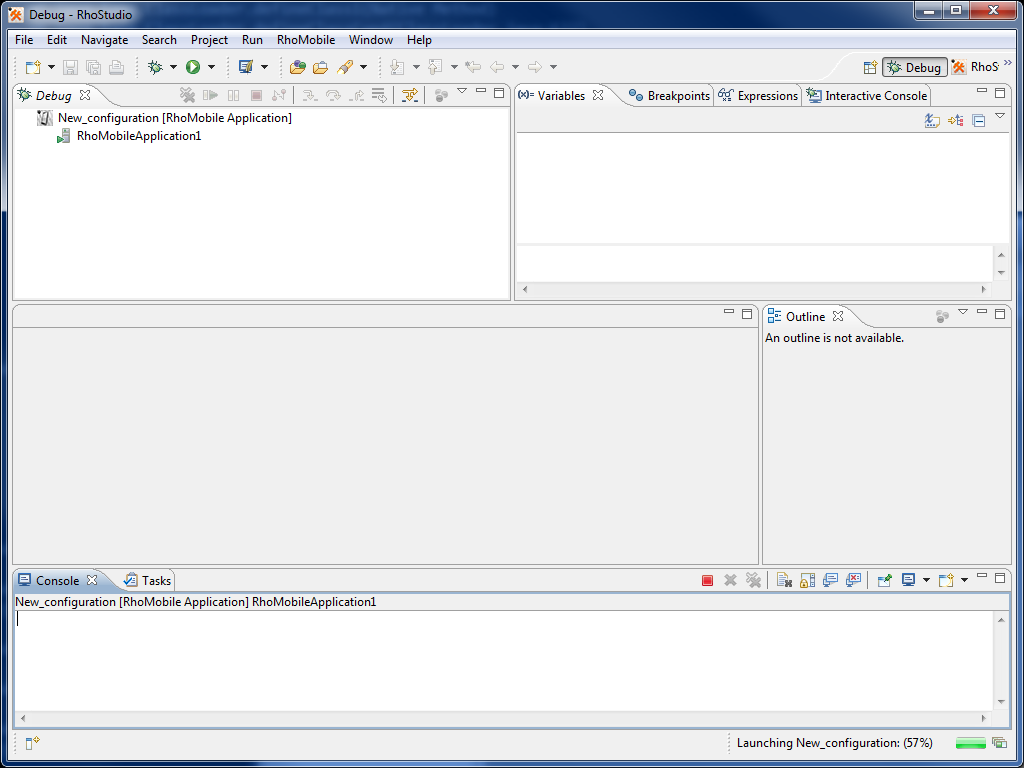 Debug - RhoStudio
File Edit Navigate Search Project Run RhoMobile Window Help
Debug RhoS
Debug
New_configuration [RhoMobile Application]
RhoMobileApplication1
(x)= Variables Breakpoints Expressions Interactive Console
Outline
An outline is not available.
Console Tasks
New_configuration [RhoMobile Application] RhoMobileApplication1
Launching New_configuration: (57%)